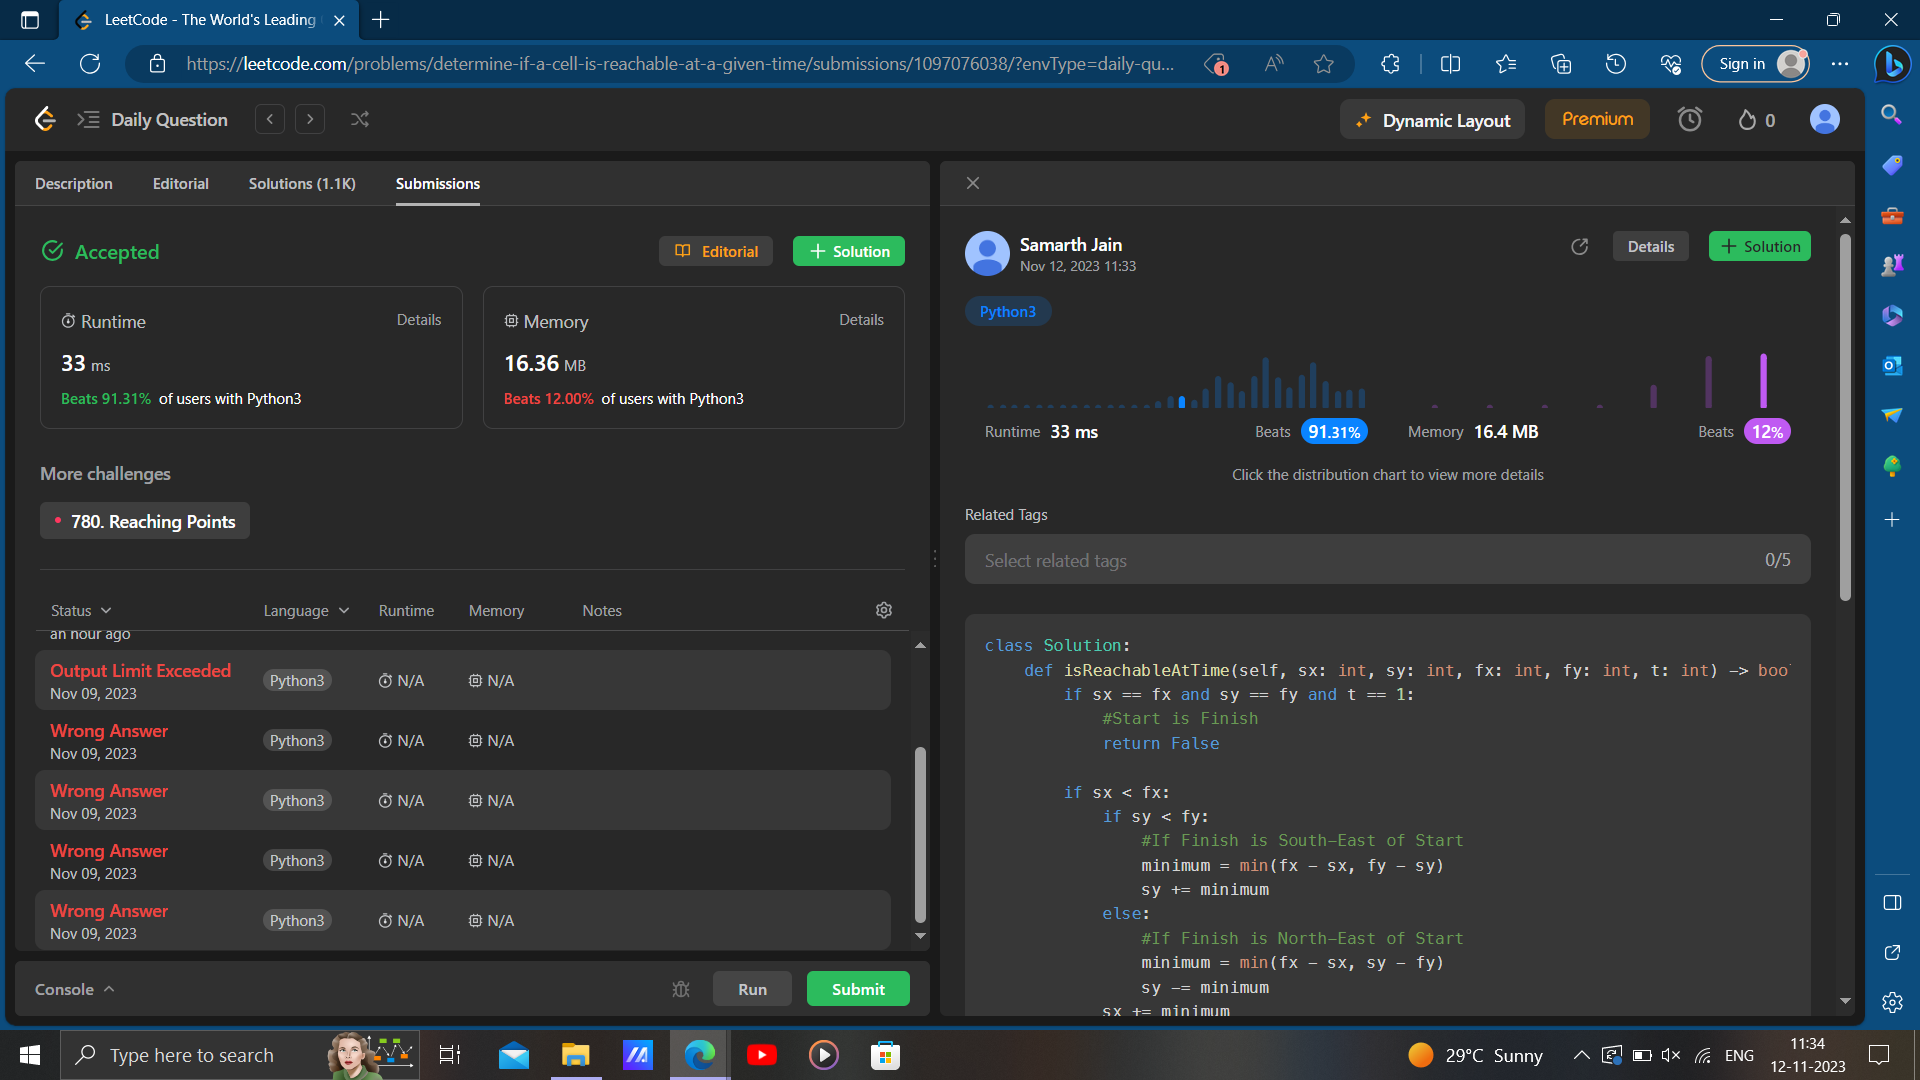 LeetCode - The World's Leading
https://leetcode.com/problems/determine-if-a-cell-is-reachable-at-a-given-time/submissions/1097076038/?envType=daily-qu...
1
Sign in
Daily Question
Dynamic Layout
Premium
0
Description
Editorial
Solutions (1.1K)
Submissions
Accepted
Editorial
+ Solution
Runtime
Details
33 ms
Beats 91.31% of users with Python3
Memory
Details
16.36 MB
Beats 12.00% of users with Python3
More challenges
780. Reaching Points
Status
Language
Runtime
Memory
Notes
an hour ago
Output Limit Exceeded
Nov 09, 2023
Python3
N/A
N/A
Wrong Answer
Nov 09, 2023
Python3
N/A
N/A
Wrong Answer
Nov 09, 2023
Python3
N/A
N/A
Wrong Answer
Nov 09, 2023
Python3
N/A
N/A
Wrong Answer
Nov 09, 2023
Python3
N/A
N/A
Console
Run
Submit
Samarth Jain
Nov 12, 2023 11:33
Details
+ Solution
Python3
Runtime 33 ms
Beats 91.31%
Memory 16.4 MB
Beats 12%
Click the distribution chart to view more details
Related Tags
Select related tags
0/5
class Solution:
def isReachableAtTime(self, sx: int, sy: int, fx: int, fy: int, t: int) -> boo
if sx == fx and sy == fy and t == 1:
#Start is Finish
return False
if sx < fx:
if sy < fy:
#If Finish is South-East of Start
minimum = min(fx - sx, fy - sy)
sy += minimum
else:
#If Finish is North-East of Start
minimum = min(fx - sx, sy - fy)
sy -= minimum
sx += minimum
Type here to search
29°C Sunny
ENG
11:34
12-11-2023